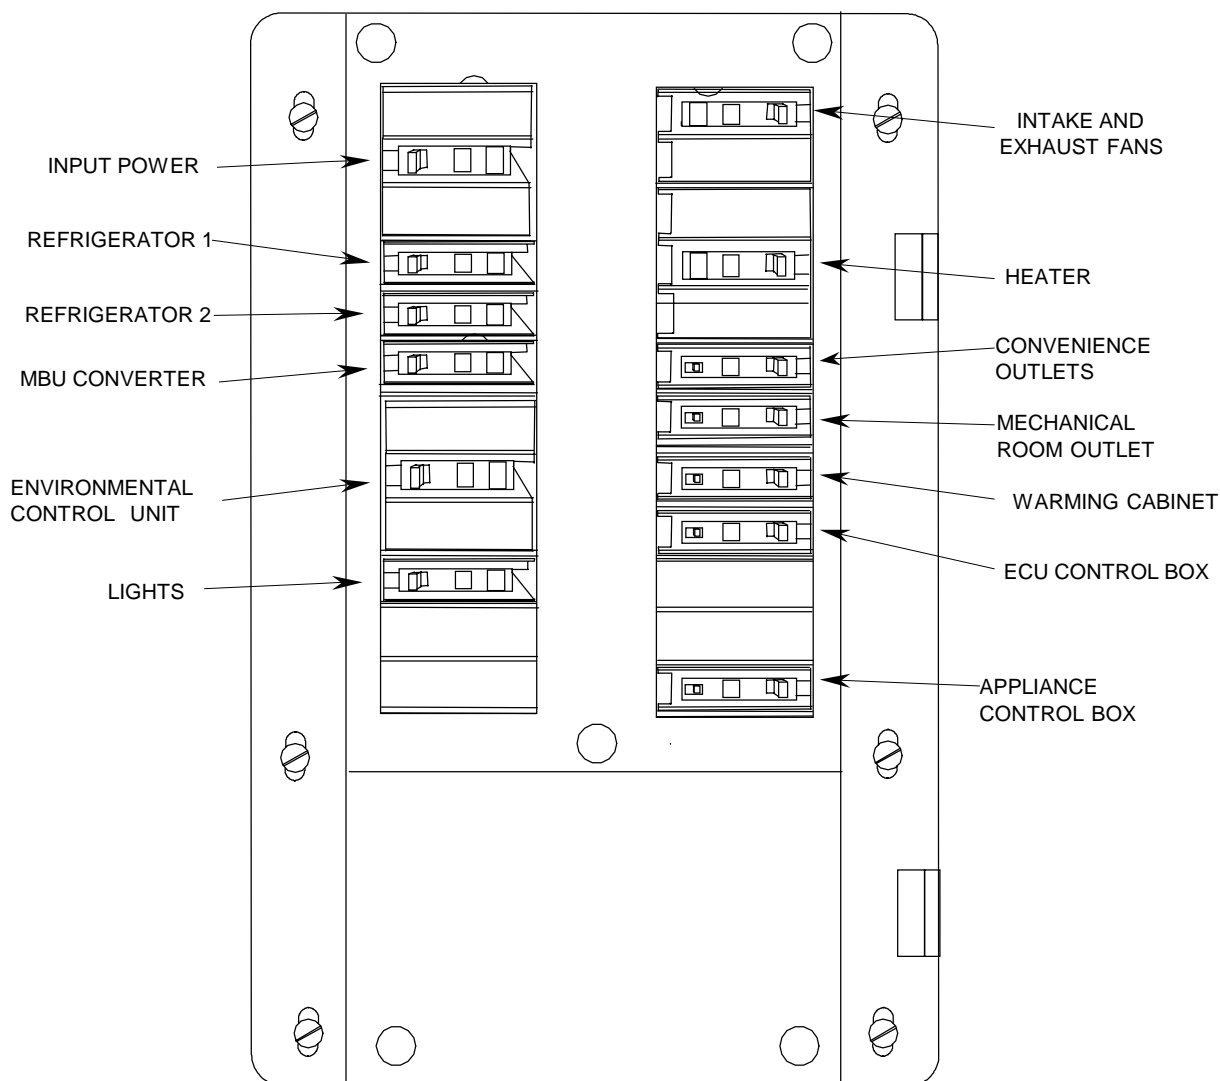 INPUT POWER
REFRIGERATOR 1
REFRIGERATOR 2
MBU CONVERTER
ENVIRONMENTAL
CONTROL UNIT
LIGHTS
INTAKE AND
EXHAUST FANS
HEATER
CONVENIENCE
OUTLETS
MECHANICAL
ROOM OUTLET
WARMING CABINET
ECU CONTROL BOX
APPLIANCE
CONTROL BOX